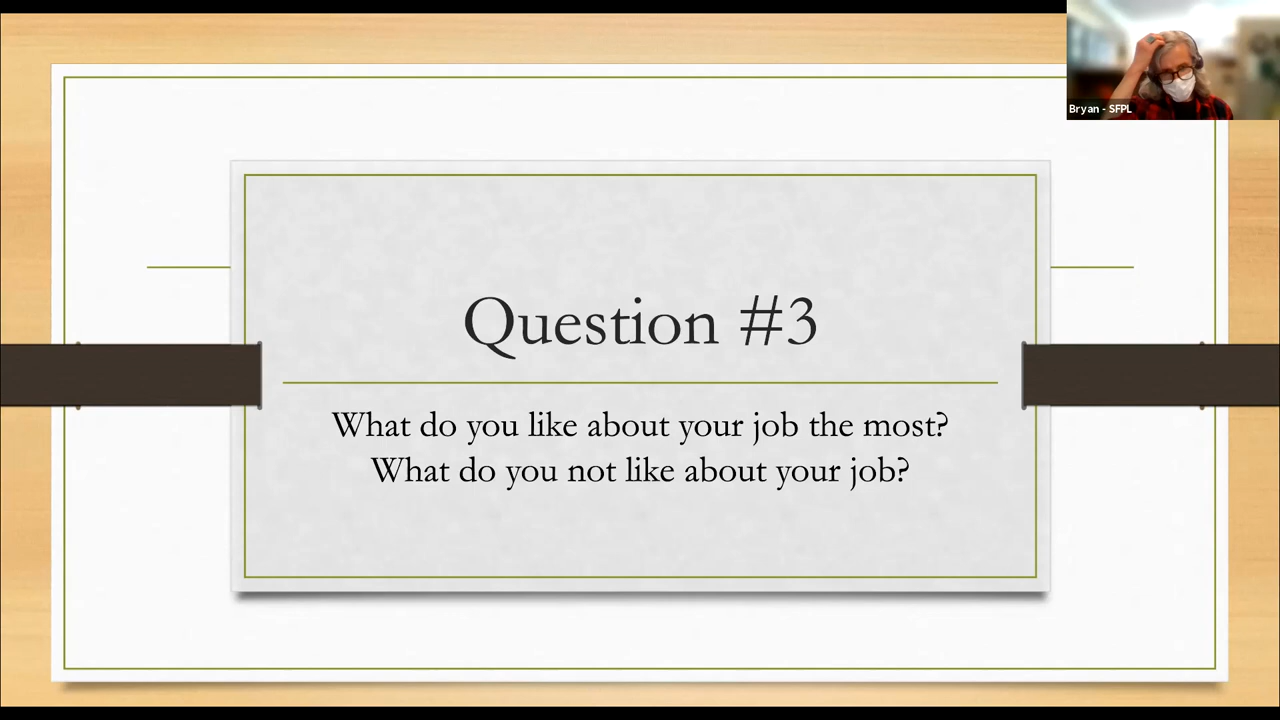 Bryan - SFPL
Question #3
What do you like about your job the most?
What do you not like about your job?